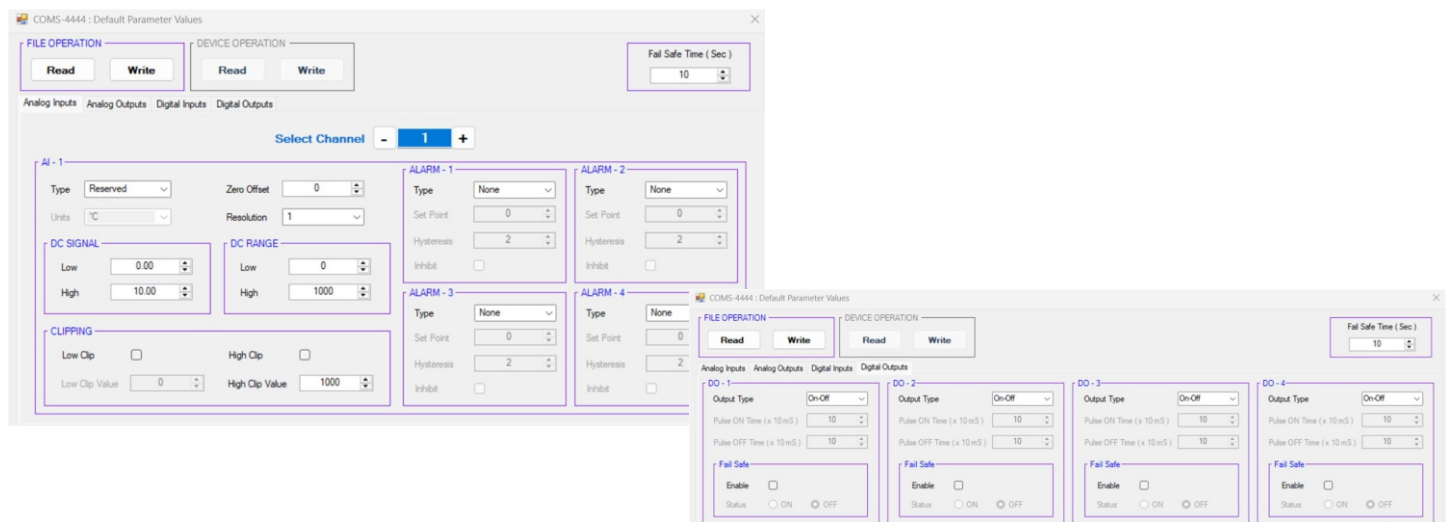 COMS-4444 : Default Parameter Values
FILE OPERATION
Read Write
DEVICE OPERATION
Read Write
Fail Safe Time ( Sec )
10
Analog Inputs Analog Outputs Digital Inputs Digital Outputs
Select Channel - 1 +
AI - 1
Type Reserved
Zero Offset 0
Units °C
Resolution 1
DC SIGNAL
Low 0.00
High 10.00
DC RANGE
Low 0
High 1000
CLIPPING
Low Clip
High Clip
Low Clip Value 0
High Clip Value 1000
ALARM - 1
Type None
Set Point 0
Hysteresis 2
Inhibit
ALARM - 2
Type None
Set Point 0
Hysteresis 2
Inhibit
ALARM - 3
Type None
Set Point 0
Hysteresis 2
Inhibit
ALARM - 4
Type None
Set Point 0
Hysteresis 2
Inhibit
COMS-4444 : Default Parameter Values
FILE OPERATION
Read Write
DEVICE OPERATION
Read Write
Fail Safe Time ( Sec )
10
Analog Inputs Analog Outputs Digital Inputs Digital Outputs
DO - 1
Output Type On-Off
Pulse ON Time ( x 10 mS ) 10
Pulse OFF Time ( x 10 mS ) 10
Fail Safe
Enable
Status ON OFF
DO - 2
Output Type On-Off
Pulse ON Time ( x 10 mS ) 10
Pulse OFF Time ( x 10 mS ) 10
Fail Safe
Enable
Status ON OFF
DO - 3
Output Type On-Off
Pulse ON Time ( x 10 mS ) 10
Pulse OFF Time ( x 10 mS ) 10
Fail Safe
Enable
Status ON OFF
DO - 4
Output Type On-Off
Pulse ON Time ( x 10 mS ) 10
Pulse OFF Time ( x 10 mS ) 10
Fail Safe
Enable
Status ON OFF